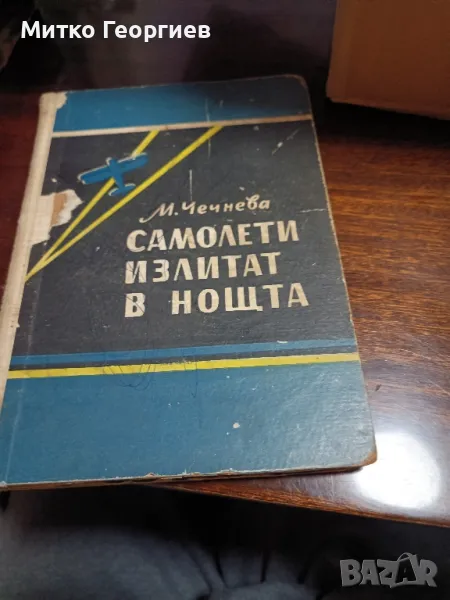 Митко Георгиев
М. Чечнева
САМОЛЕТИ
ИЗЛИТАТ
В НОЩТА
BAZAR